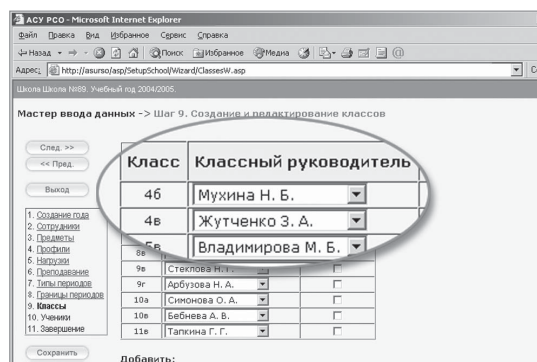 АСУ РСО - Microsoft Internet Explorer
Файл Правка Вид Избранное Сервис Справка
Назад Поиск Избранное Медиа
Адрес: http://asurso/asp/SetupSchool/Wizard/ClassesW.asp
Школа Школа №89. Учебный год 2004/2005.
Мастер ввода данных -> Шаг 9. Создание и редактирование классов
След. >>
<< Пред.
Выход
1. Создание года
2. Сотрудники
3. Предметы
4. Профили
5. Нагрузки
6. Преподавание
7. Типы периодов
8. Границы периодов
9. Классы
10. Ученики
11. Завершение
Сохранить
Класс Классный руководитель
4б Мухина Н. Б.
4в Жутченко З. А.
5в Владимирова М. Б.
8в
9в Стеклова Н. Г.
9г Арбузова Н. А.
10а Симонова О. А.
10в Бебнева А. В.
11в Тапкина Г. Г.
Добавить: